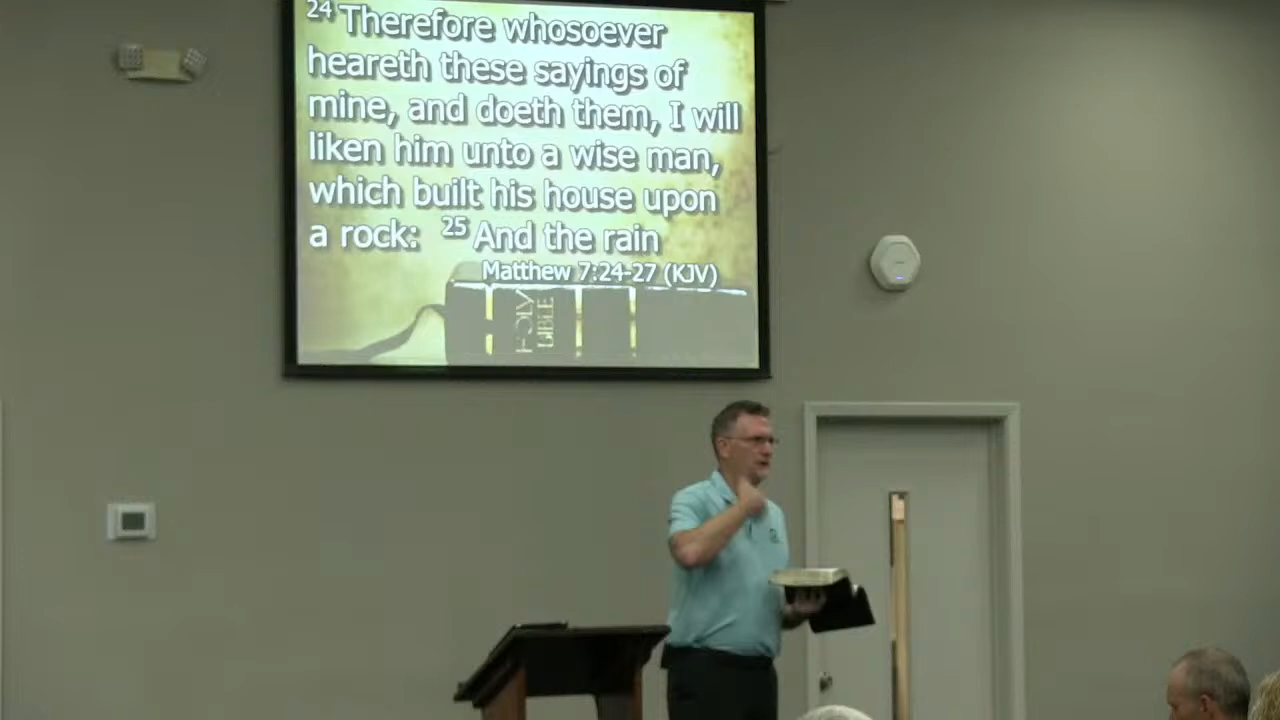 24 Therefore whosoever
heareth these sayings of
mine, and doeth them, I will
liken him unto a wise man,
which built his house upon
a rock: 25 And the rain
Matthew 7:24-27 (KJV)
HOLY
BIBLE